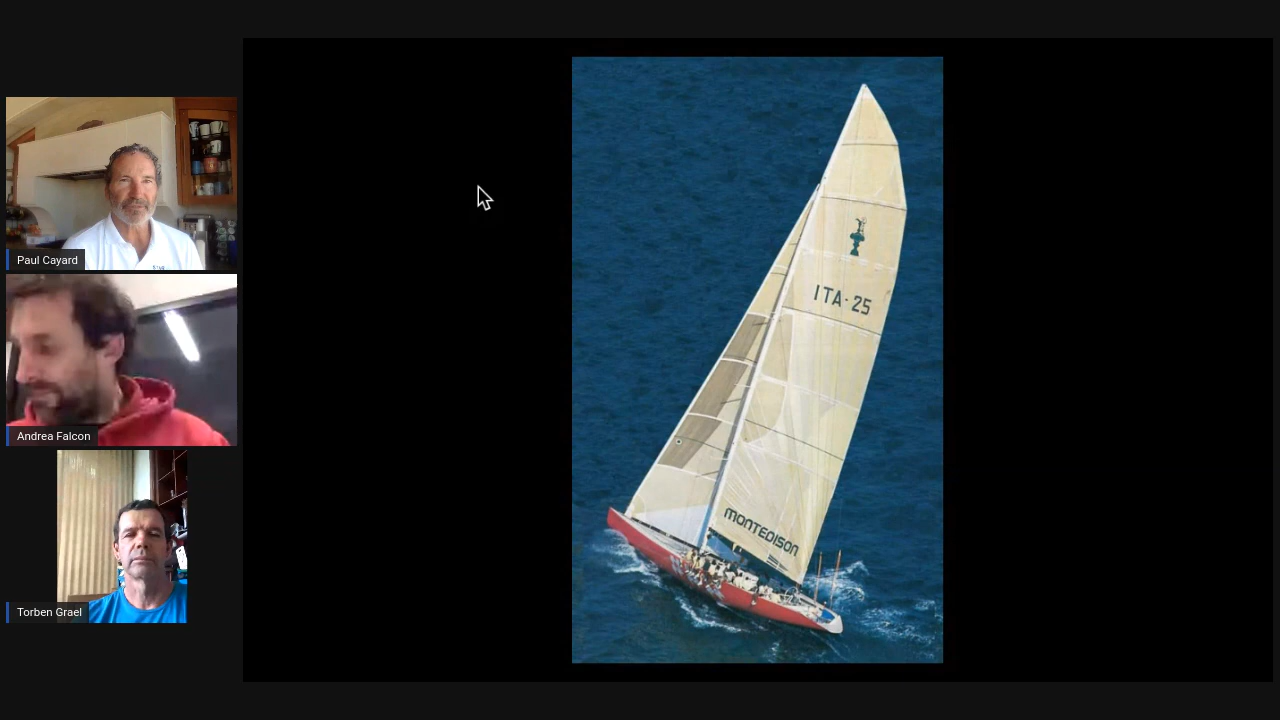 Paul Cayard
Andrea Falcon
Torben Grael
ITA·25
MONTEDISON